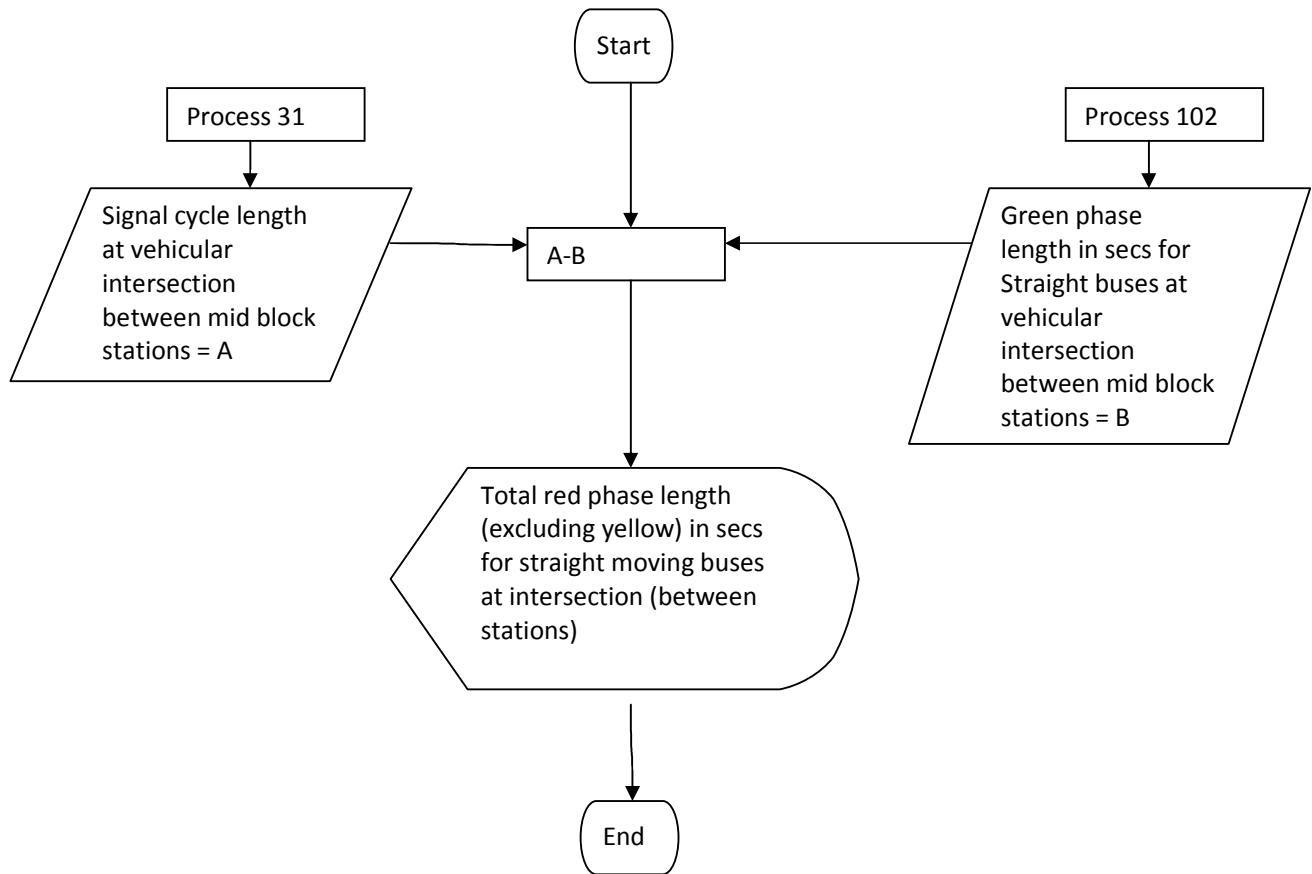 Start
Process 31
Process 102
Signal cycle length
at vehicular
intersection
between mid block
stations = A
A-B
Green phase
length in secs for
Straight buses at
vehicular
intersection
between mid block
stations = B
Total red phase length
(excluding yellow) in secs
for straight moving buses
at intersection (between
stations)
End